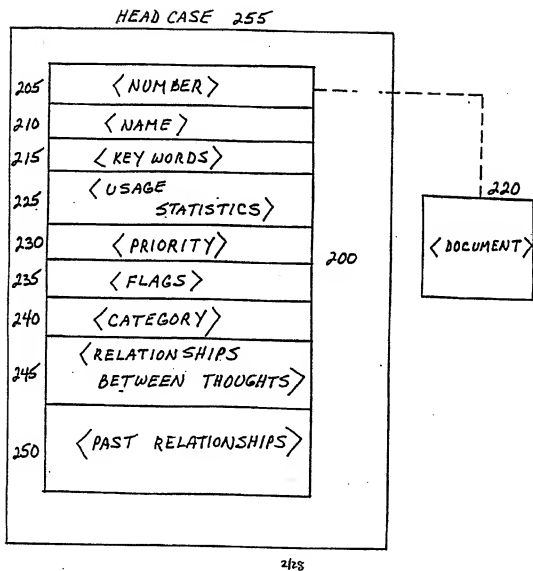 HEAD CASE 255
205 <NUMBER>
210 <NAME>
215 <KEY WORDS>
225 <USAGE
STATISTICS>
230 <PRIORITY>
200
235 <FLAGS>
240 <CATEGORY>
245 <RELATIONSHIPS
BETWEEN THOUGHTS>
250 <PAST RELATIONSHIPS>
220
<DOCUMENT>
2/28